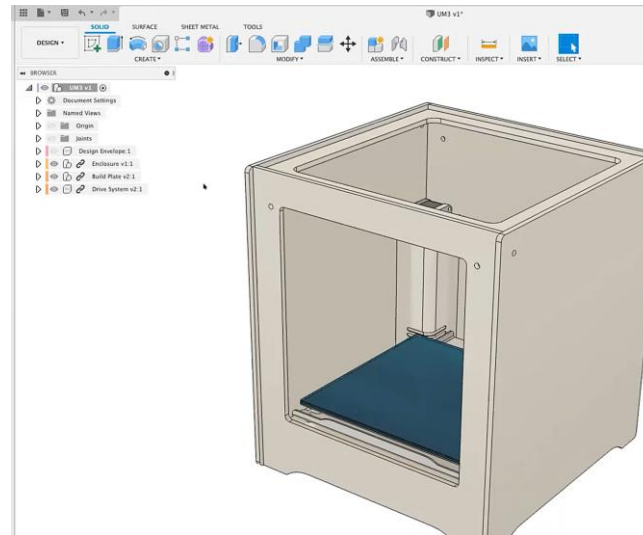 UM3 v1*
SOLID SURFACE SHEET METAL TOOLS
DESIGN
CREATE MODIFY ASSEMBLE CONSTRUCT INSPECT INSERT SELECT
BROWSER
UM3 v1
Document Settings
Named Views
Origin
Joints
Design Envelope:1
Enclosure v1:1
Build Plate v2:1
Drive System v2:1